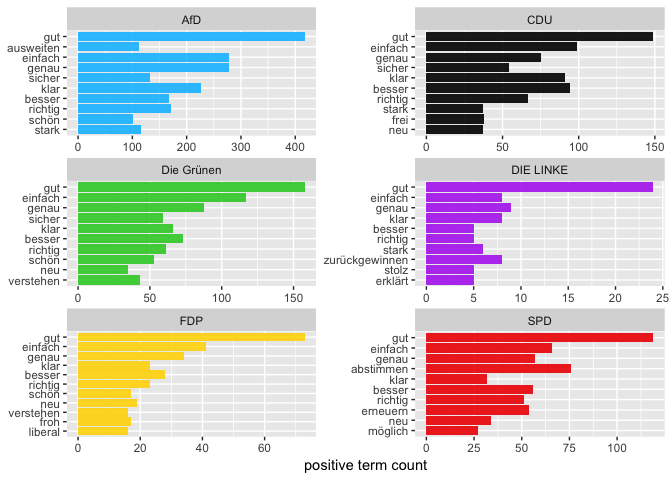 AfD
gut
ausweiten
einfach
genau
sicher
klar
besser
richtig
schön
stark
0 100 200 300 400
CDU
gut
einfach
genau
sicher
klar
besser
richtig
stark
frei
neu
0 50 100 150
Die Grünen
gut
einfach
genau
sicher
klar
besser
richtig
schön
neu
verstehen
0 50 100 150
DIE LINKE
gut
einfach
genau
klar
besser
richtig
stark
zurückgewinnen
stolz
erklärt
0 5 10 15 20 25
FDP
gut
einfach
genau
klar
besser
richtig
schön
neu
verstehen
froh
liberal
0 20 40 60
SPD
gut
einfach
genau
abstimmen
klar
besser
richtig
erneuern
neu
möglich
0 25 50 75 100
positive term count